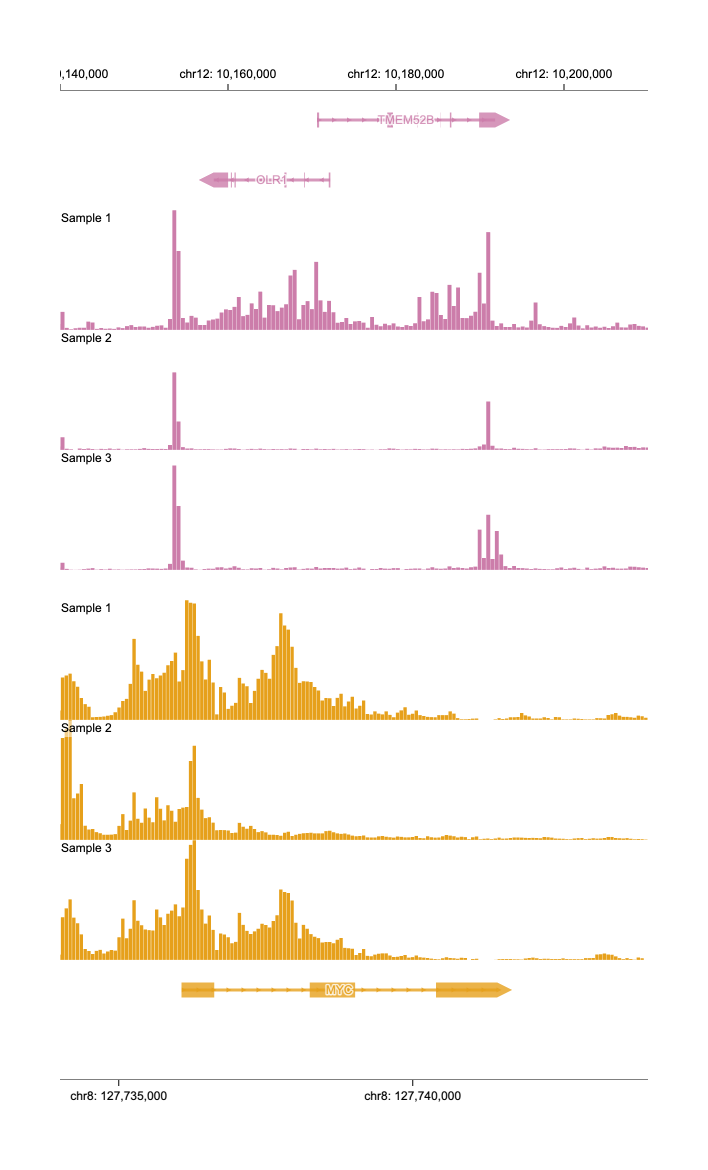 ,140,000 chr12: 10,160,000 chr12: 10,180,000 chr12: 10,200,000
TMEM52B
OLR1
Sample 1
Sample 2
Sample 3
Sample 1
Sample 2
Sample 3
MYC
chr8: 127,735,000 chr8: 127,740,000